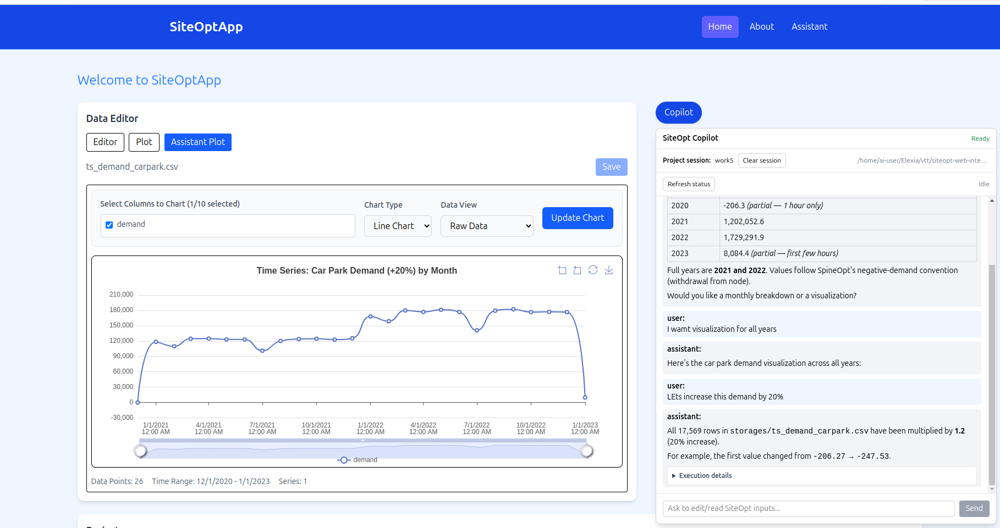 SiteOptApp
Home
About
Assistant
Welcome to SiteOptApp
Data Editor
Editor
Plot
Assistant Plot
ts_demand_carpark.csv
Save
Select Columns to Chart (1/10 selected)
demand
Chart Type
Line Chart
Data View
Raw Data
Update Chart
Time Series: Car Park Demand (+20%) by Month
210,000
180,000
150,000
120,000
90,000
60,000
30,000
0
-30,000
1/1/2021 4/1/2021 7/1/2021 10/1/2021 1/1/2022 4/1/2022 7/1/2022 10/1/2022 1/1/2023
12:00 AM 12:00 AM 12:00 AM 12:00 AM 12:00 AM 12:00 AM 12:00 AM 12:00 AM 12:00 AM
demand
Data Points: 26 Time Range: 12/1/2020 - 1/1/2023 Series: 1
Copilot
SiteOpt Copilot
Ready
Project session: work5
Clear session
/home/ai-user/Elexia/vtt/siteopt-web-inte...
Refresh status
Idle
2020 -206.3 (partial — 1 hour only)
2021 1,202,052.6
2022 1,729,291.9
2023 8,084.4 (partial — first few hours)
Full years are 2021 and 2022. Values follow SpineOpt's negative-demand convention
(withdrawal from node).
Would you like a monthly breakdown or a visualization?
user:
I wamt visualization for all years
assistant:
Here's the car park demand visualization across all years:
user:
LEts increase this demand by 20%
assistant:
All 17,569 rows in storages/ts_demand_carpark.csv have been multiplied by 1.2
(20% increase).
For example, the first value changed from -206.27 → -247.53.
Execution details
Ask to edit/read SiteOpt inputs...
Send